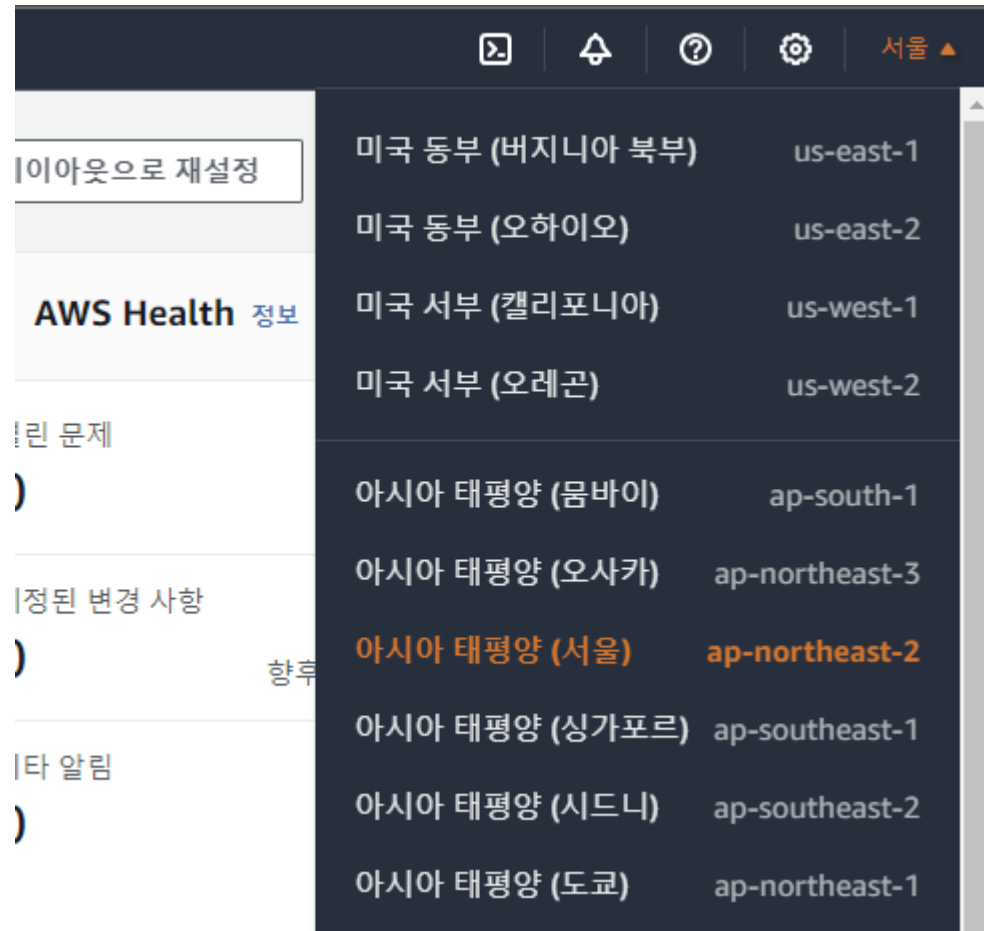 서울
이아웃으로 재설정
AWS Health 정보
린 문제
정된 변경 사항
향후
타 알림
미국 동부 (버지니아 북부) us-east-1
미국 동부 (오하이오) us-east-2
미국 서부 (캘리포니아) us-west-1
미국 서부 (오레곤) us-west-2
아시아 태평양 (뭄바이) ap-south-1
아시아 태평양 (오사카) ap-northeast-3
아시아 태평양 (서울) ap-northeast-2
아시아 태평양 (싱가포르) ap-southeast-1
아시아 태평양 (시드니) ap-southeast-2
아시아 태평양 (도쿄) ap-northeast-1